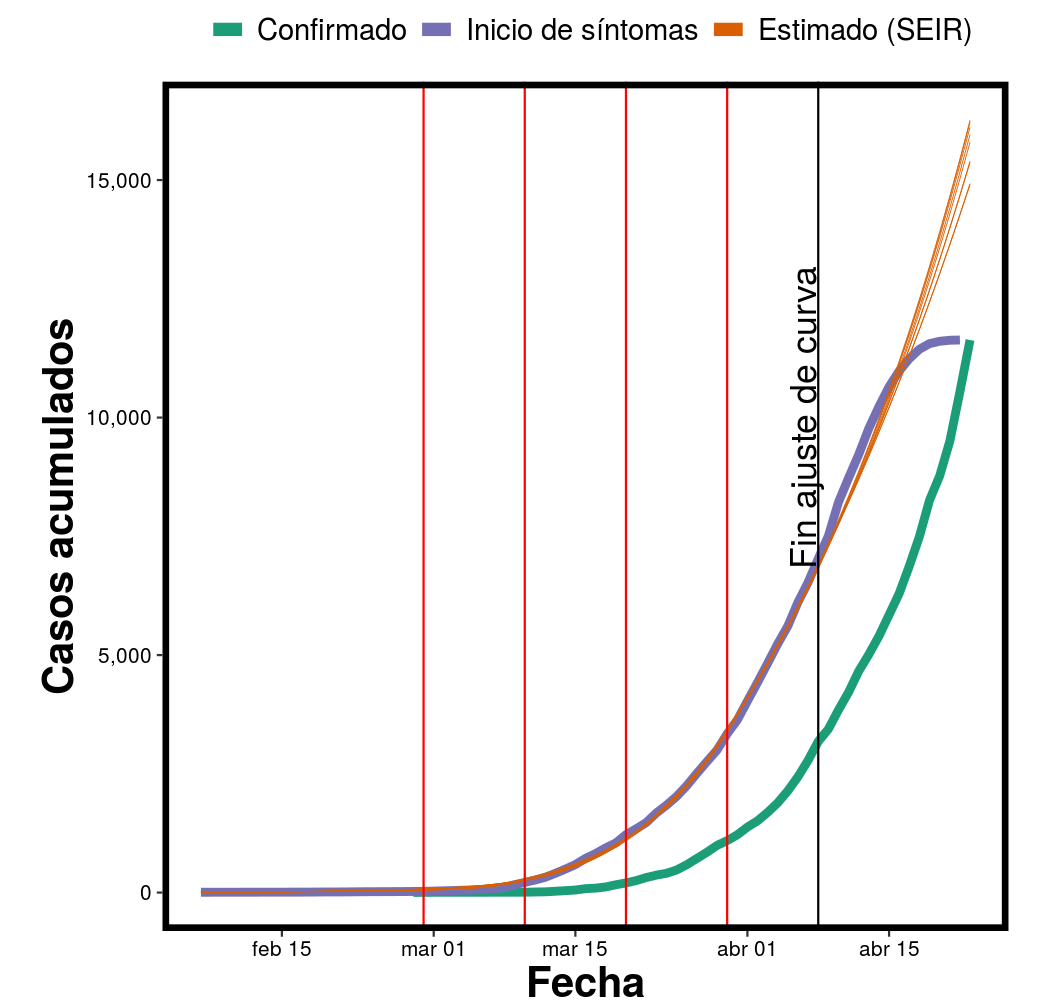 Confirmado Inicio de síntomas Estimado (SEIR)
Casos acumulados
15,000
10,000
5,000
0
Fin ajuste de curva
feb 15 mar 01 mar 15 abr 01 abr 15
Fecha